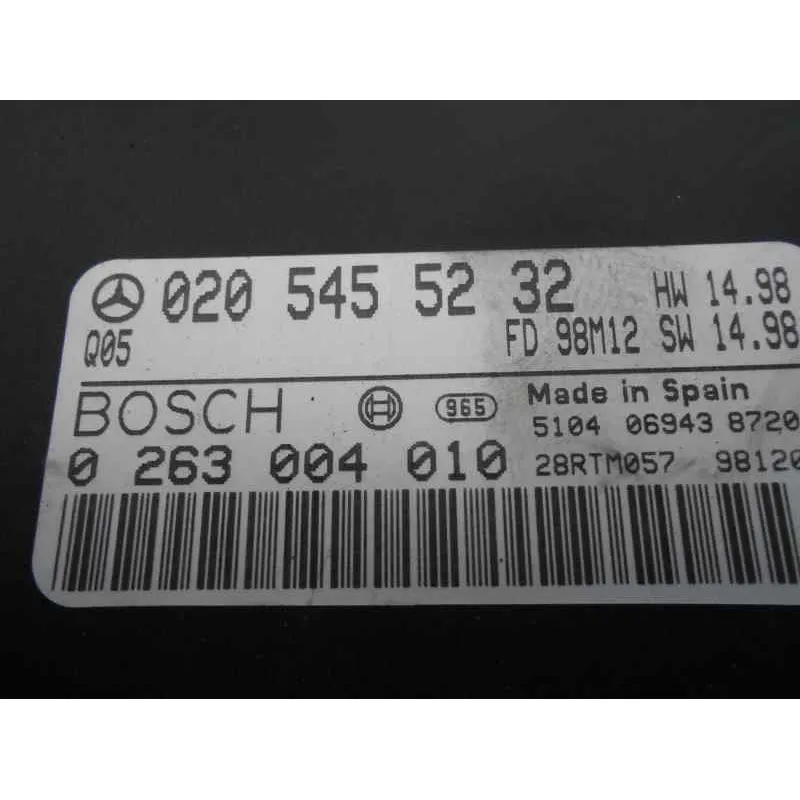 020 545 52 32 HW 14.98
Q05 FD 98M12 SW 14.98
BOSCH 965 Made in Spain
5104 06943 8720
0 263 004 010 28RTM057 98120